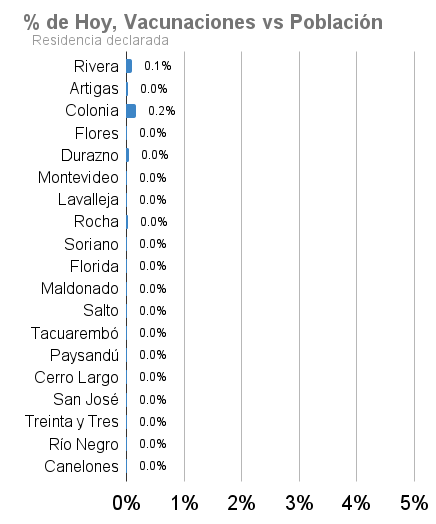 % de Hoy, Vacunaciones vs Población
Residencia declarada
Rivera 0.1%
Artigas 0.0%
Colonia 0.2%
Flores 0.0%
Durazno 0.0%
Montevideo 0.0%
Lavalleja 0.0%
Rocha 0.0%
Soriano 0.0%
Florida 0.0%
Maldonado 0.0%
Salto 0.0%
Tacuarembó 0.0%
Paysandú 0.0%
Cerro Largo 0.0%
San José 0.0%
Treinta y Tres 0.0%
Río Negro 0.0%
Canelones 0.0%
0% 1% 2% 3% 4% 5%